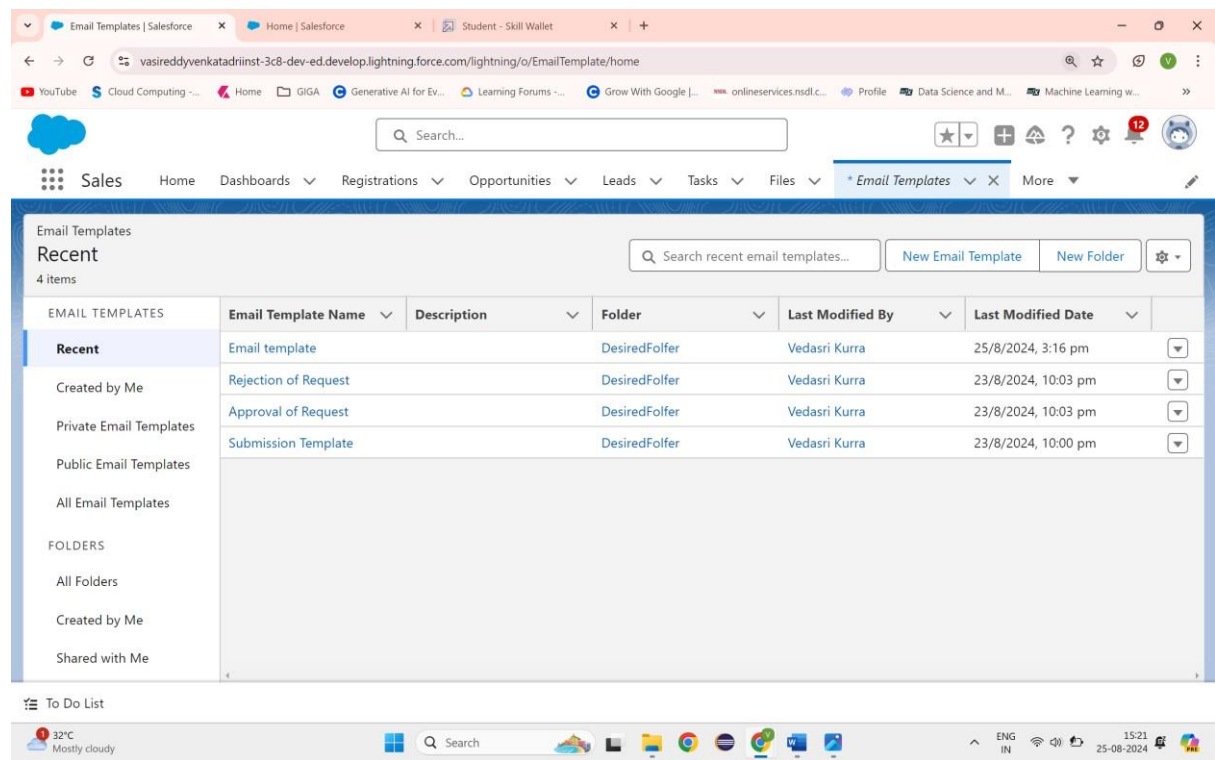 Email Templates | Salesforce
Home | Salesforce
Student - Skill Wallet
vasireddyvenkatadriinst-3c8-dev-ed.develop.lightning.force.com/lightning/o/EmailTemplate/home
V
YouTube Cloud Computing -... Home GIGA Generative AI for Ev... Learning Forums -... Grow With Google |... onlineservices.nsdl.c... Profile Data Science and M... Machine Learning w... »
Search...
12
Sales Home Dashboards Registrations Opportunities Leads Tasks Files * Email Templates More
Email Templates
Recent
4 items
Search recent email templates...
New Email Template New Folder
EMAIL TEMPLATES
Recent
Created by Me
Private Email Templates
Public Email Templates
All Email Templates
FOLDERS
All Folders
Created by Me
Shared with Me
Email Template Name Description Folder Last Modified By Last Modified Date
Email template DesiredFolfer Vedasri Kurra 25/8/2024, 3:16 pm
Rejection of Request DesiredFolfer Vedasri Kurra 23/8/2024, 10:03 pm
Approval of Request DesiredFolfer Vedasri Kurra 23/8/2024, 10:03 pm
Submission Template DesiredFolfer Vedasri Kurra 23/8/2024, 10:00 pm
To Do List
1
32°C
Mostly cloudy
Search
ENG
IN
15:21
25-08-2024